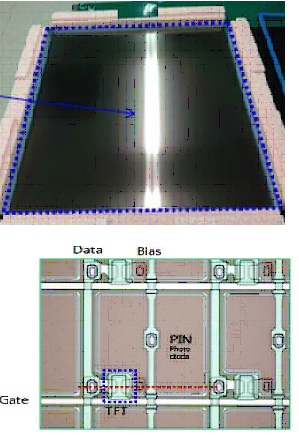 Data
Bias
PIN
Photo
diode
Gate
TFT